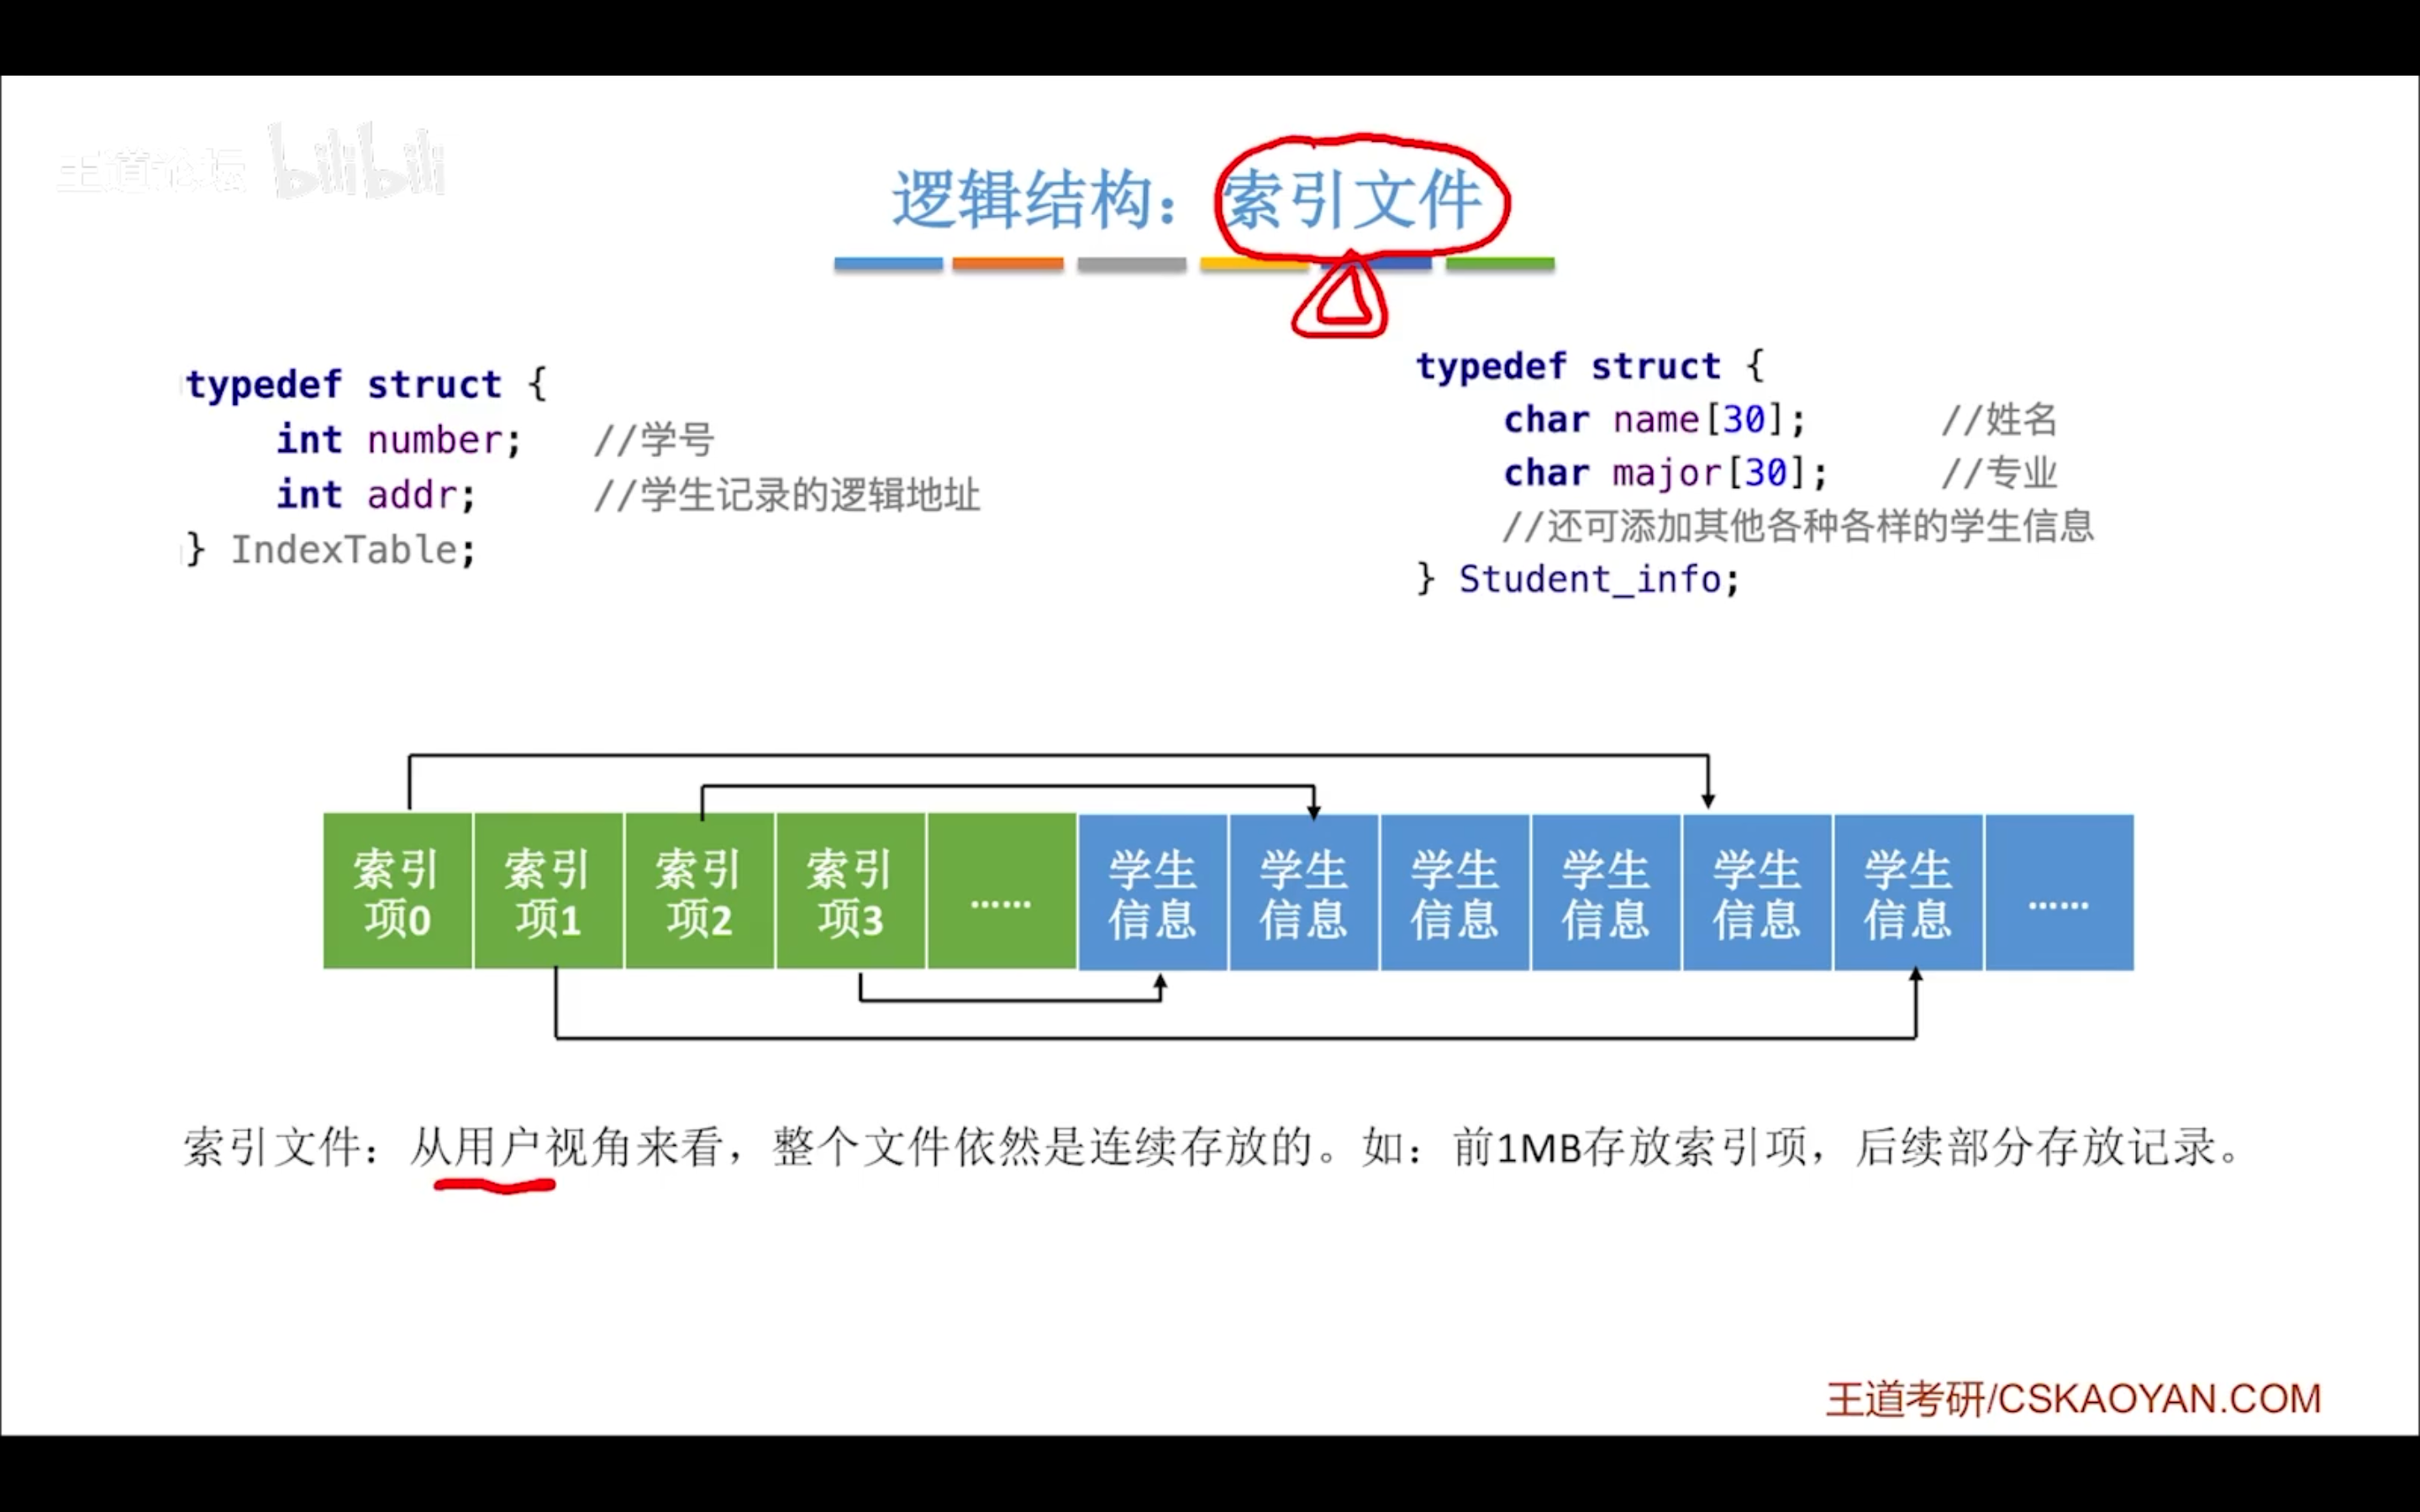 王道论坛 bilibili
逻辑结构：索引文件
typedef struct {
int number; //学号
int addr; //学生记录的逻辑地址
} IndexTable;
typedef struct {
char name[30]; //姓名
char major[30]; //专业
//还可添加其他各种各样的学生信息
} Student_info;
索引项0
索引项1
索引项2
索引项3
……
学生信息
学生信息
学生信息
学生信息
学生信息
学生信息
……
索引文件：从用户视角来看，整个文件依然是连续存放的。如：前1MB存放索引项，后续部分存放记录。
王道考研/CSKAOYAN.COM